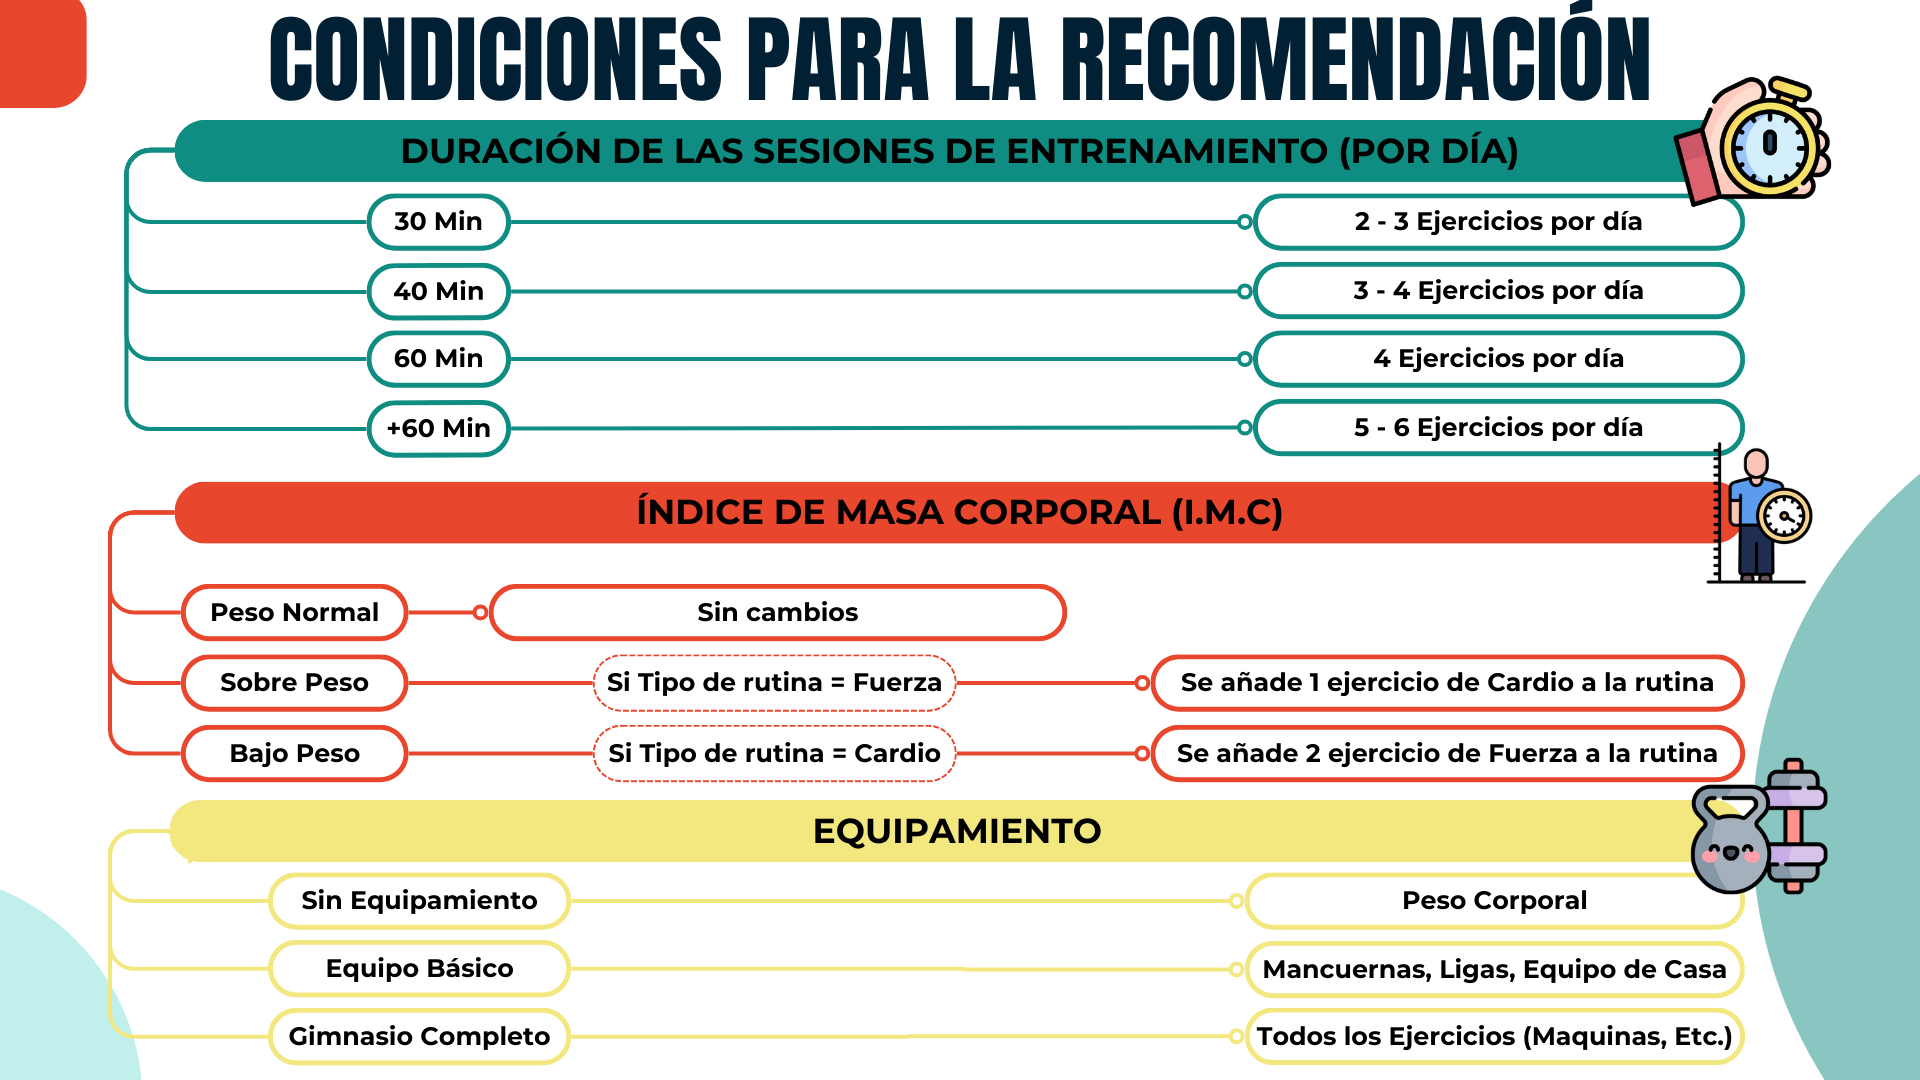 CONDICIONES PARA LA RECOMENDACIÓN
DURACIÓN DE LAS SESIONES DE ENTRENAMIENTO (POR DÍA)
30 Min
2 - 3 Ejercicios por día
40 Min
3 - 4 Ejercicios por día
60 Min
4 Ejercicios por día
+60 Min
5 - 6 Ejercicios por día
ÍNDICE DE MASA CORPORAL (I.M.C)
Peso Normal
Sin cambios
Sobre Peso
Si Tipo de rutina = Fuerza
Se añade 1 ejercicio de Cardio a la rutina
Bajo Peso
Si Tipo de rutina = Cardio
Se añade 2 ejercicio de Fuerza a la rutina
EQUIPAMIENTO
Sin Equipamiento
Peso Corporal
Equipo Básico
Mancuernas, Ligas, Equipo de Casa
Gimnasio Completo
Todos los Ejercicios (Maquinas, Etc.)